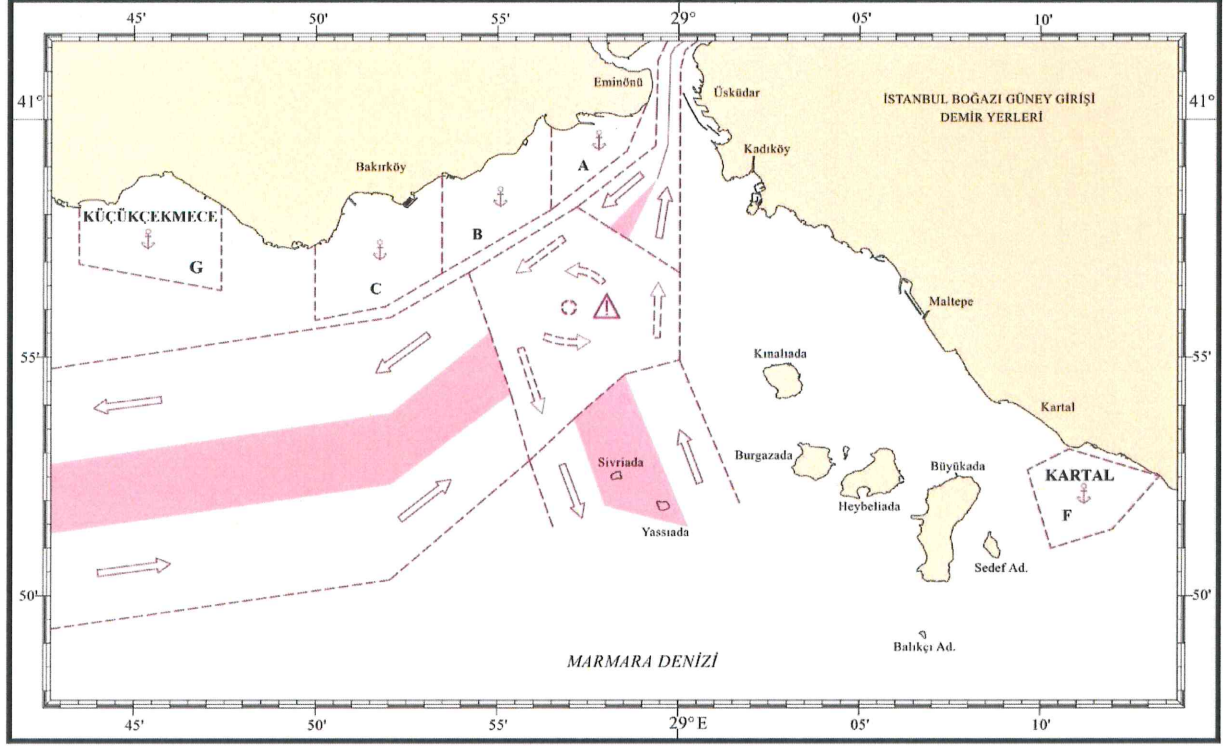 45'
50'
55'
29°
05'
10'
41°
41°
Eminönü
Üsküdar
İSTANBUL BOĞAZI GÜNEY GİRİŞİ
DEMİR YERLERİ
Kadıköy
Bakırköy
A
KÜÇÜKÇEKMECE
G
B
C
Maltepe
55'
55'
Kınalıada
Kartal
Burgazada
Sivriada
Büyükada
KARTAL
Heybeliada
F
Yassıada
Sedef Ad.
50'
50'
Balıkçı Ad.
MARMARA DENİZİ
45'
50'
55'
29° E
05'
10'